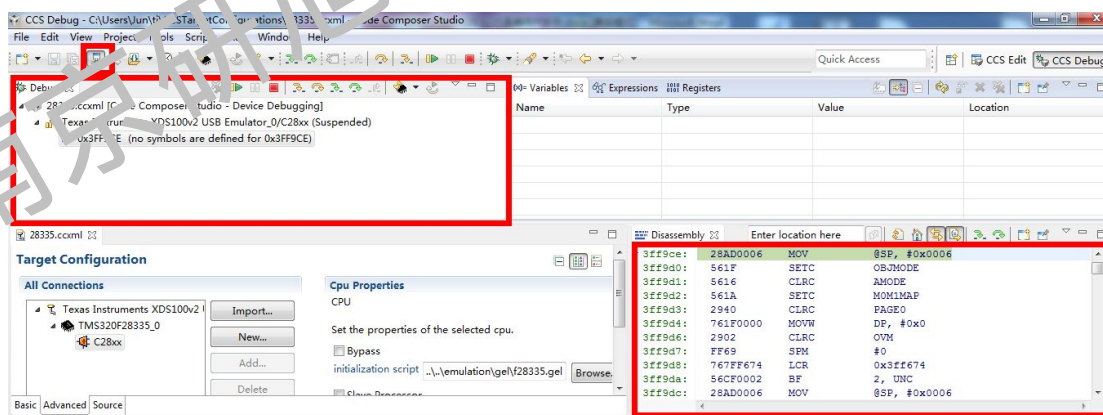 CCS Debug - C:\Users\Jun\ti\ Code Composer Studio
File Edit View Project Tools Window Help
Quick Access CCS Edit CCS Debug
Debug
Variables Expressions Registers
28335.ccxml [Code Composer Studio - Device Debugging]
Texas Instruments XDS100v2 USB Emulator_0/C28xx (Suspended)
0x3FF9CE (no symbols are defined for 0x3FF9CE)
Name Type Value Location
28335.ccxml
Target Configuration
All Connections
Texas Instruments XDS100v2
TMS320F28335_0
C28xx
Import...
New...
Add...
Delete
Cpu Properties
CPU
Set the properties of the selected cpu.
Bypass
initialization script ..\..\emulation\gel\f28335.gel Browse.
Slave Processor
Basic Advanced Source
Disassembly Enter location here
3ff9ce: 28AD0006 MOV @SP, #0x0006
3ff9d0: 561F SETC OBJMODE
3ff9d1: 5616 CLRC AMODE
3ff9d2: 561A SETC M0M1MAP
3ff9d3: 2940 CLRC PAGE0
3ff9d4: 761F0000 MOVW DP, #0x0
3ff9d6: 2902 CLRC OVM
3ff9d7: FF69 SPM #0
3ff9d8: 767FF674 LCR 0x3ff674
3ff9da: 56CF0002 BF 2, UNC
3ff9dc: 28AD0006 MOV @SP, #0x0006
南京研旭